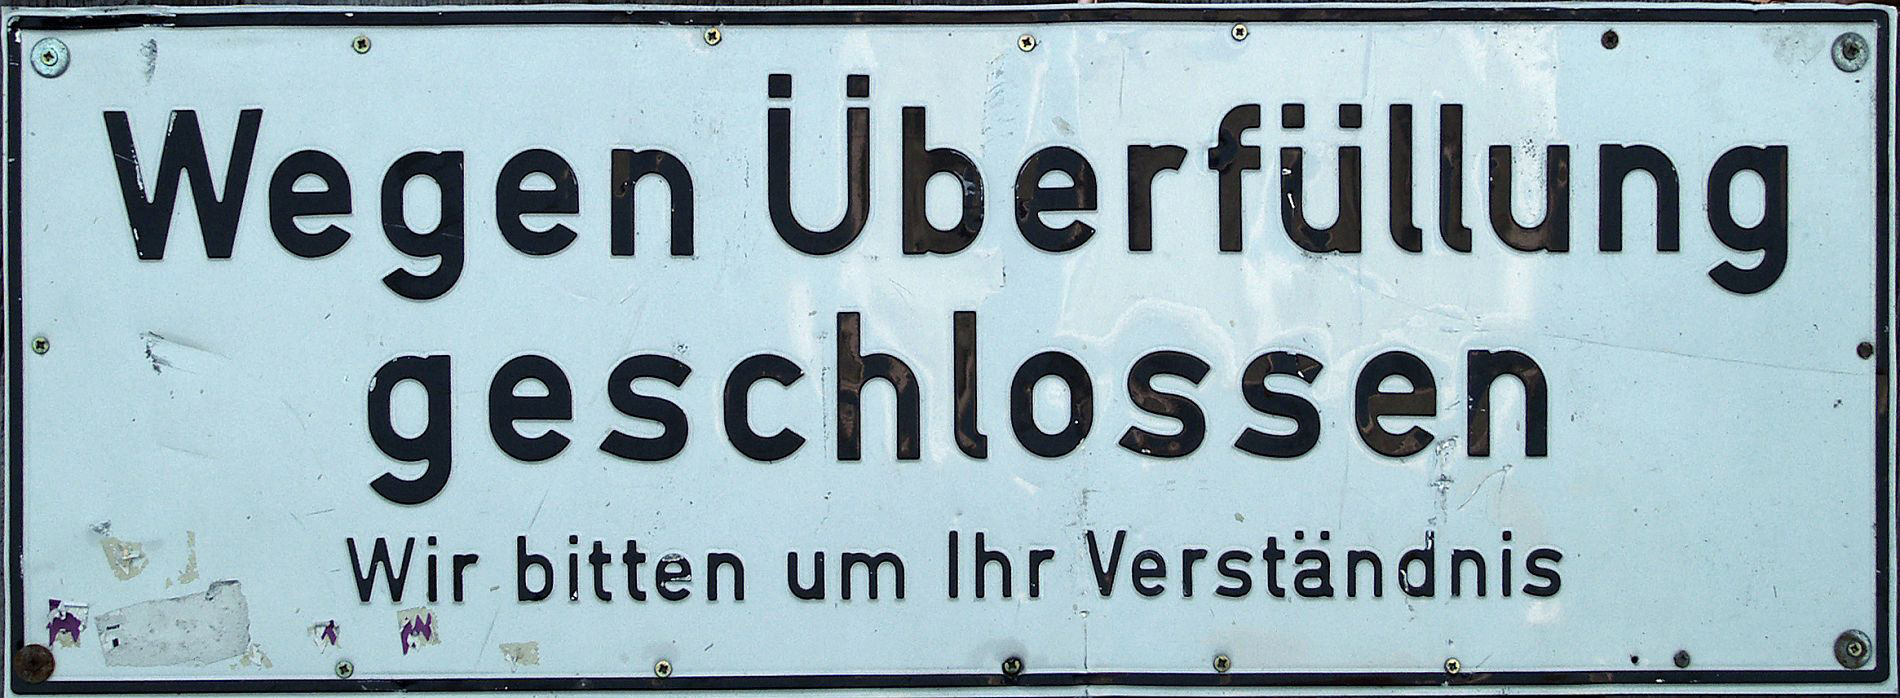 Wegen Überfüllung
geschlossen
Wir bitten um Ihr Verständnis